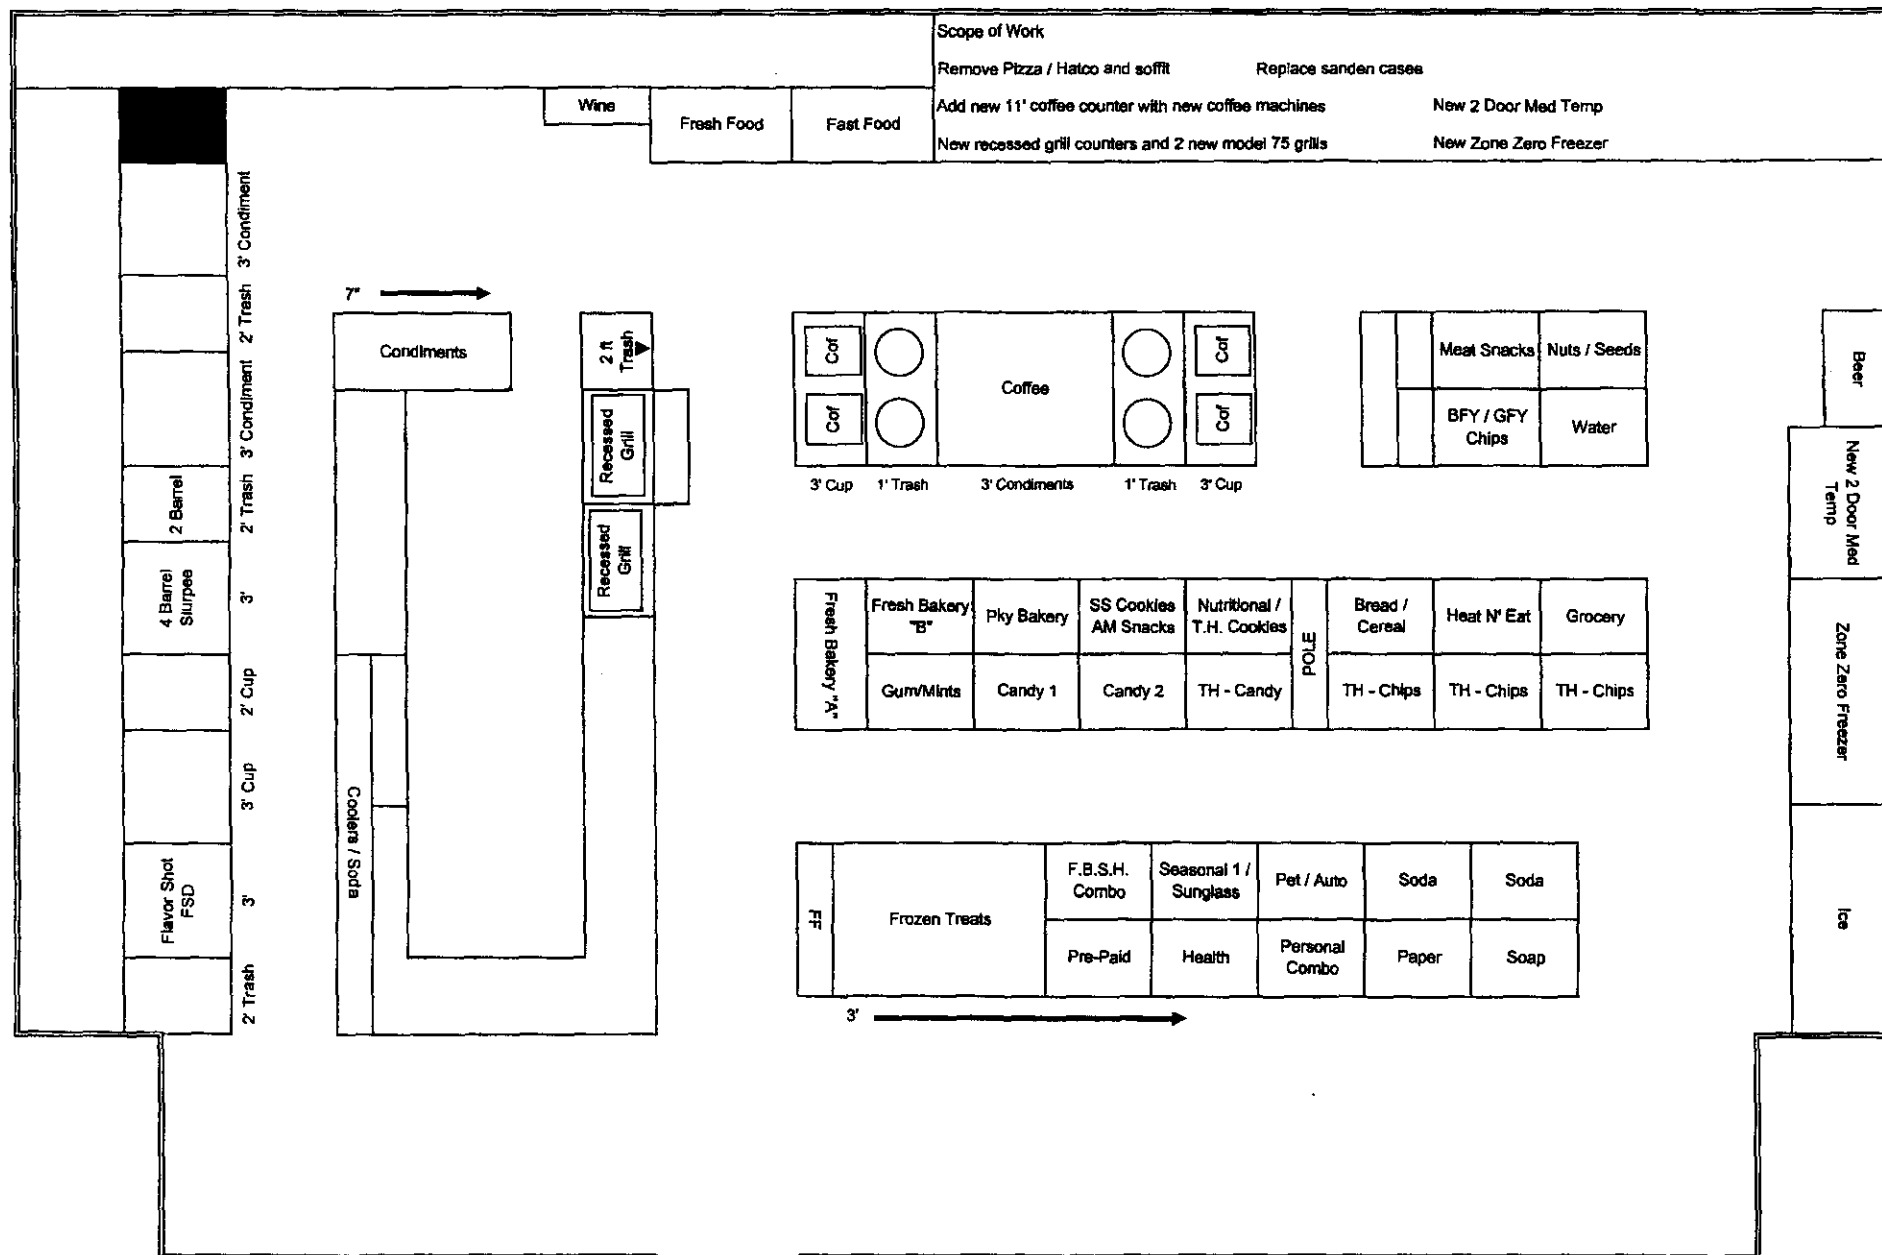 Scope of Work
Remove Pizza / Hatco and soffit
Replace sanden cases
Add new 11' coffee counter with new coffee machines
New 2 Door Med Temp
New recessed grill counters and 2 new model 75 grills
New Zone Zero Freezer
Wine
Fresh Food
Fast Food
3' Condiment
2' Trash
3' Condiment
2' Trash
2 Barrel
3'
4 Barrel
Slurpee
2' Cup
3' Cup
3'
Flavor Shot
FSD
2' Trash
7"
Condiments
2 ft
Trash
Recessed
Grill
Recessed
Grill
Coolers / Soda
Cof
Cof
Coffee
Cof
Cof
3' Cup
1' Trash
3' Condiments
1' Trash
3' Cup
Meat Snacks
Nuts / Seeds
BFY / GFY
Chips
Water
Beer
New 2 Door Med
Temp
Zone Zero Freezer
Ice
Fresh Bakery "A"
Fresh Bakery
"B"
Pky Bakery
SS Cookies
AM Snacks
Nutritional /
T.H. Cookies
POLE
Bread /
Cereal
Heat N' Eat
Grocery
Gum/Mints
Candy 1
Candy 2
TH - Candy
TH - Chips
TH - Chips
TH - Chips
FF
Frozen Treats
F.B.S.H.
Combo
Seasonal 1 /
Sunglass
Pet / Auto
Soda
Soda
Pre-Paid
Health
Personal
Combo
Paper
Soap
3'